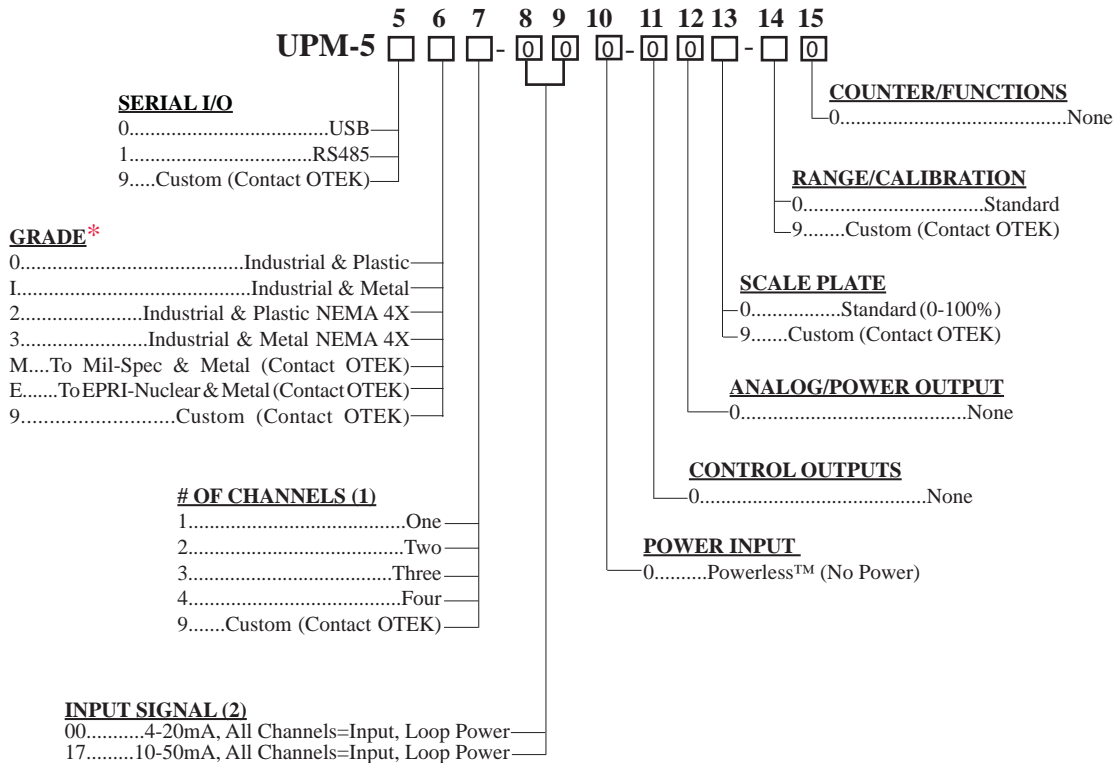 5 6 7 8 9 10 11 12 13 14 15
UPM-5 - 0 0 0 - 0 0 - 0
SERIAL I/O
0..................................USB
1...............................RS485
9.....Custom (Contact OTEK)
COUNTER/FUNCTIONS
0.......................................None
RANGE/CALIBRATION
0...............................Standard
9........Custom (Contact OTEK)
GRADE*
0.......................................Industrial & Plastic
I........................................Industrial & Metal
2.....................Industrial & Plastic NEMA 4X
3......................Industrial & Metal NEMA 4X
M....To Mil-Spec & Metal (Contact OTEK)
E.......To EPRI-Nuclear & Metal (Contact OTEK)
9..........................Custom (Contact OTEK)
SCALE PLATE
0................Standard (0-100%)
9.......Custom (Contact OTEK)
ANALOG/POWER OUTPUT
0.......................................None
CONTROL OUTPUTS
0.......................................None
# OF CHANNELS (1)
1......................................One
2.....................................Two
3...................................Three
4.....................................Four
9.......Custom (Contact OTEK)
POWER INPUT
0..........Powerless™ (No Power)
INPUT SIGNAL (2)
00...........4-20mA, All Channels=Input, Loop Power
17.........10-50mA, All Channels=Input, Loop Power